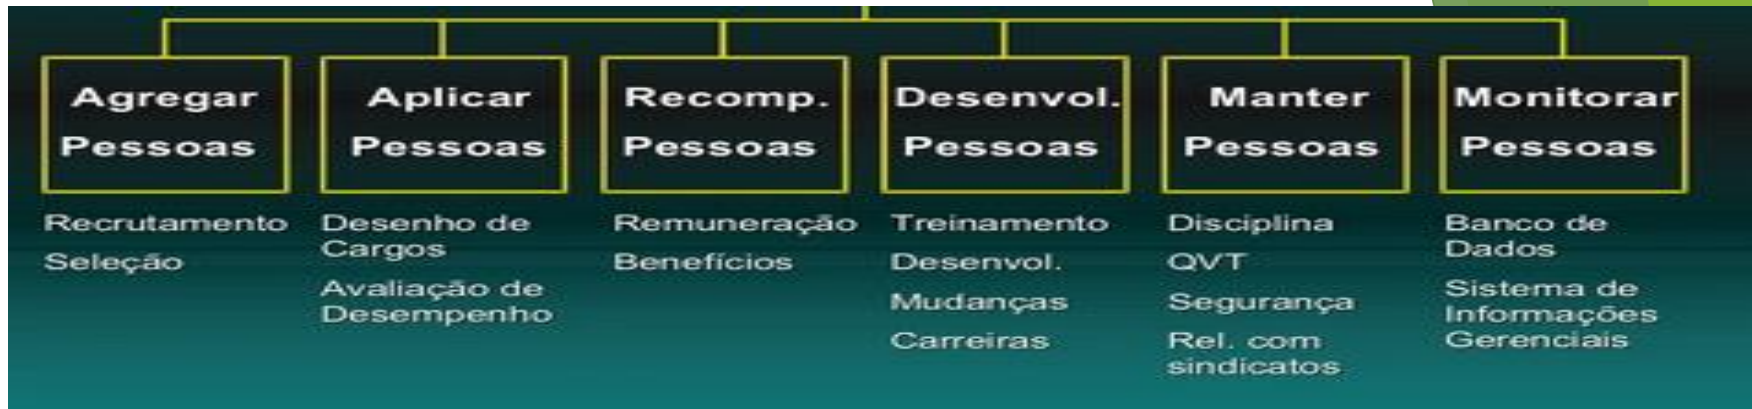 Agregar
Pessoas
Recrutamento
Seleção
Aplicar
Pessoas
Desenho de
Cargos
Avaliação de
Desempenho
Recomp.
Pessoas
Remuneração
Benefícios
Desenvol.
Pessoas
Treinamento
Desenvol.
Mudanças
Carreiras
Manter
Pessoas
Disciplina
QVT
Segurança
Rel. com
sindicatos
Monitorar
Pessoas
Banco de
Dados
Sistema de
Informações
Gerenciais